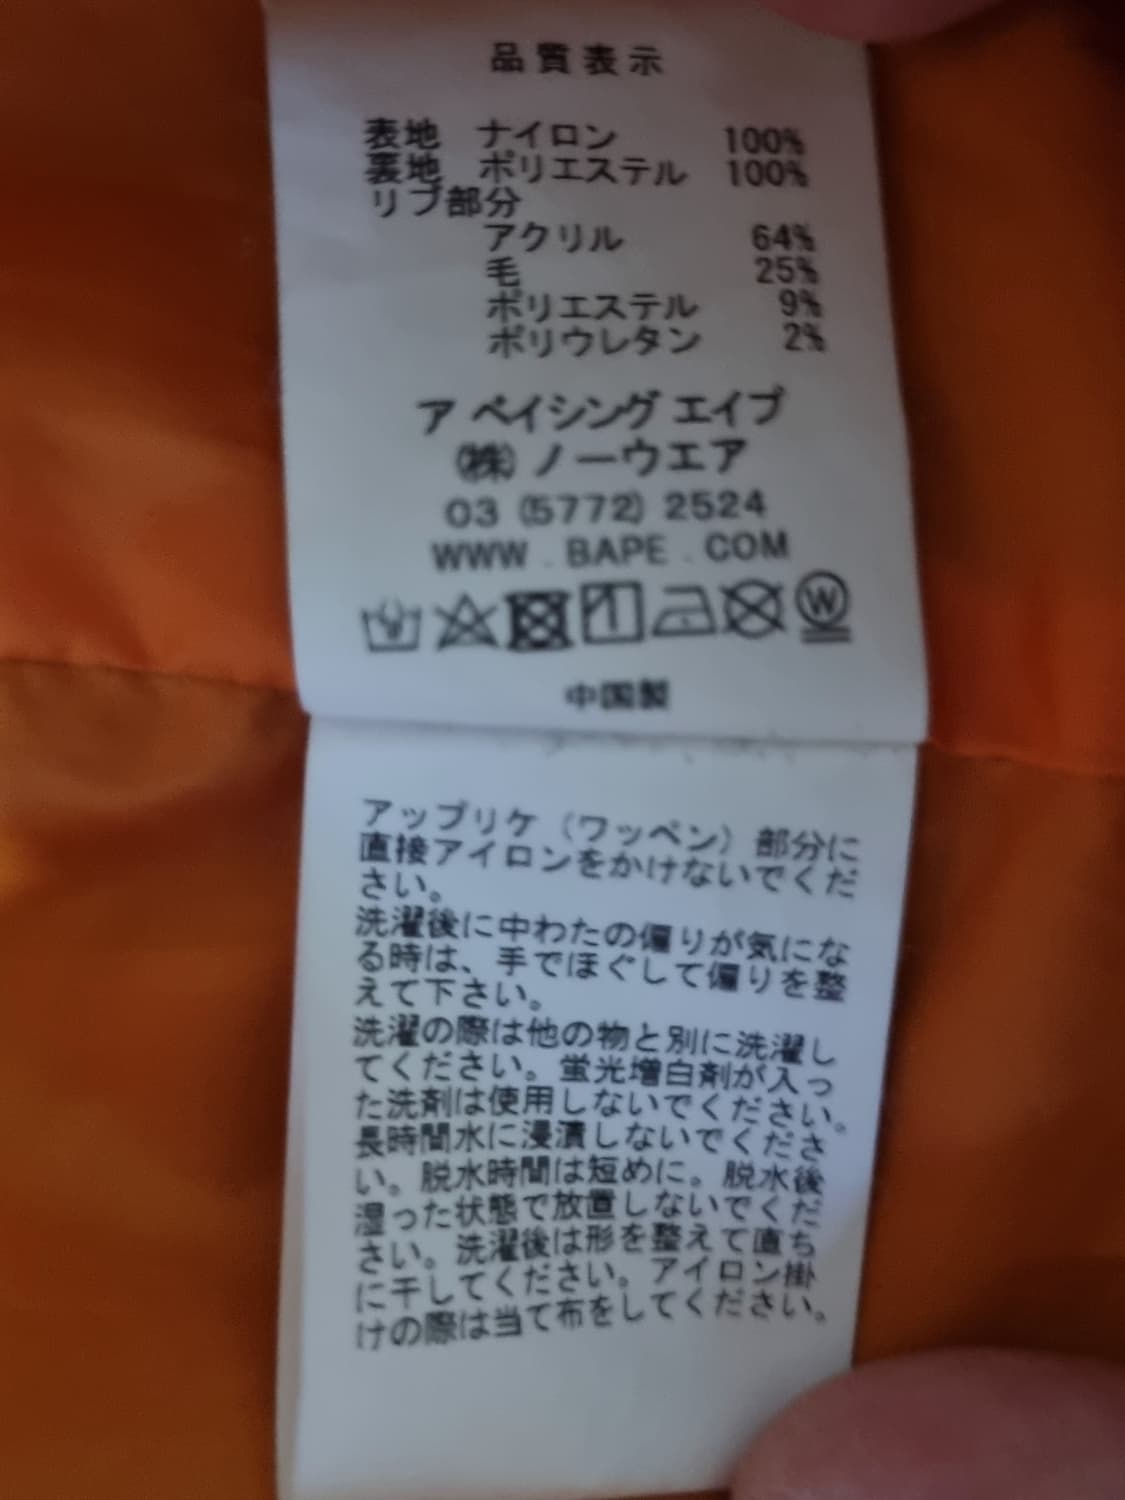 品質表示
表地 ナイロン 100%
裏地 ポリエステル 100%
リブ部分
アクリル 64%
毛 25%
ポリエステル 9%
ポリウレタン 2%
ア ベイシング エイプ
(株) ノーウエア
03 (5772) 2524
WWW . BAPE . COM
W
中国製
アップリケ (ワッペン) 部分に
直接アイロンをかけないでくだ
さい。
洗濯後に中わたの偏りが気にな
る時は、手でほぐして偏りを整
えて下さい。
洗濯の際は他の物と別に洗濯し
てください。蛍光増白剤が入っ
た洗剤は使用しないでください。
長時間水に浸漬しないでくださ
い。脱水時間は短めに。脱水後
湿った状態で放置しないでくだ
さい。洗濯後は形を整えて直ち
に干してください。アイロン掛
けの際は当て布をしてください。